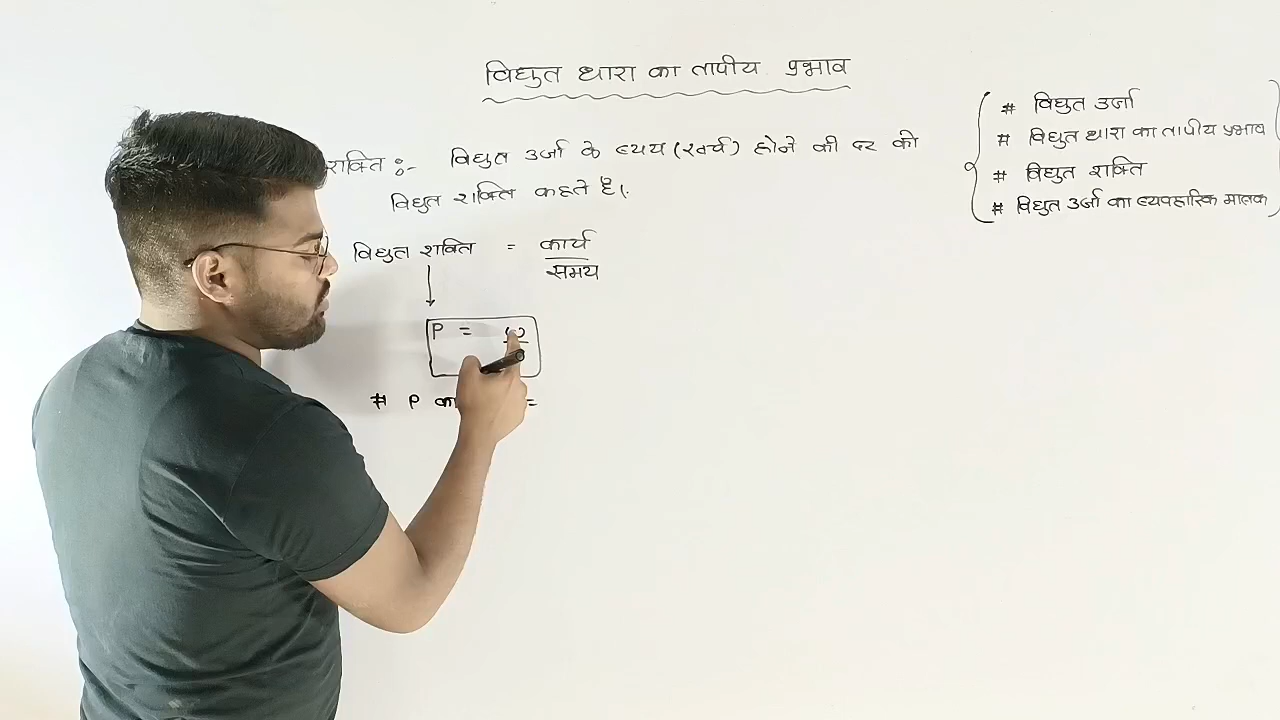 विद्युत धारा का तापीय प्रभाव
# विद्युत उर्जा
# विद्युत धारा का तापीय प्रभाव
# विद्युत शक्ति
# विद्युत उर्जा का व्यवहारिक मात्रक
शक्ति :- विद्युत उर्जा के व्यय (खर्च) होने की दर को
विद्युत शक्ति कहते है।
विद्युत शक्ति = कार्य
समय
P = W
# P का =